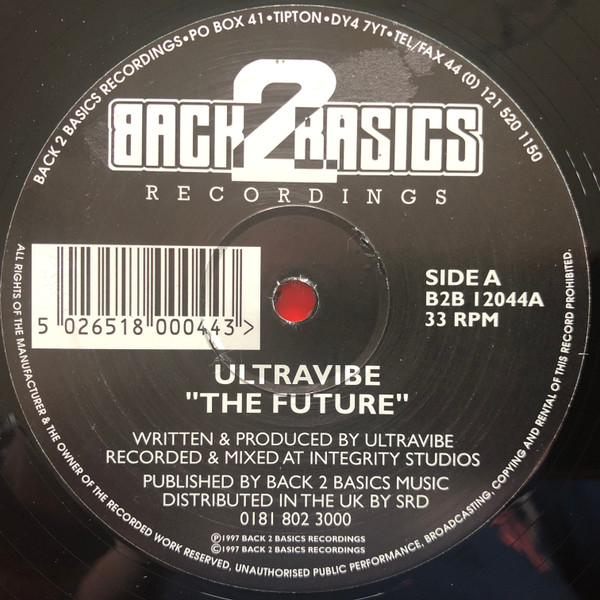 BACK 2 BASICS RECORDINGS•PO BOX 41•TIPTON•DY4 7YT•TEL/FAX 44 (0) 121 520 1150
BACK 2 BASICS
RECORDINGS
SIDE A
B2B 12044A
33 RPM
5 026518 000443 >
ULTRAVIBE
"THE FUTURE"
WRITTEN & PRODUCED BY ULTRAVIBE
RECORDED & MIXED AT INTEGRITY STUDIOS
PUBLISHED BY BACK 2 BASICS MUSIC
DISTRIBUTED IN THE UK BY SRD
0181 802 3000
Ⓟ1997 BACK 2 BASICS RECORDINGS
©1997 BACK 2 BASICS RECORDINGS
ALL RIGHTS OF THE MANUFACTURER & THE OWNER OF THE RECORDED WORK RESERVED, UNAUTHORISED PUBLIC PERFORMANCE, BROADCASTING, COPYING AND RENTAL OF THIS RECORD PROHIBITED.